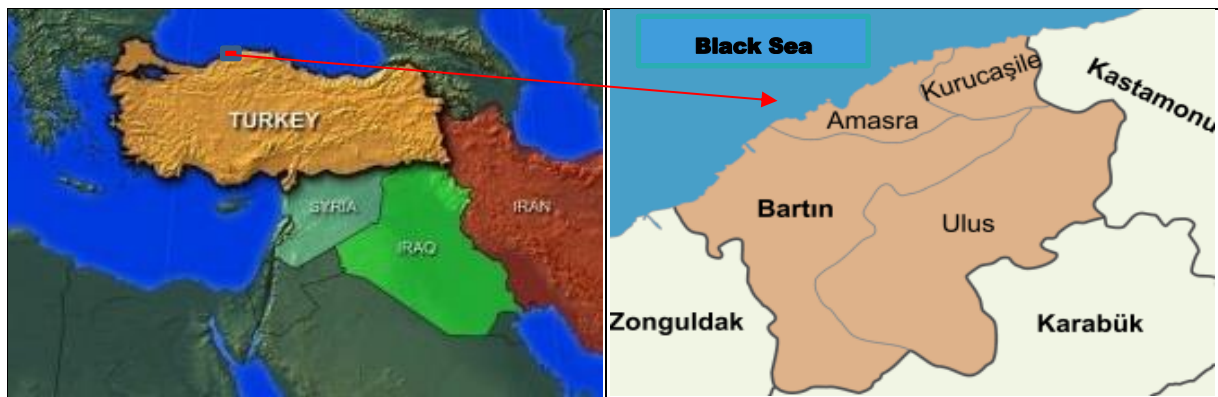 TURKEY
SYRIA
IRAQ
IRAN
Black Sea
Kurucaşile
Kastamonu
Amasra
Bartın
Ulus
Zonguldak
Karabük